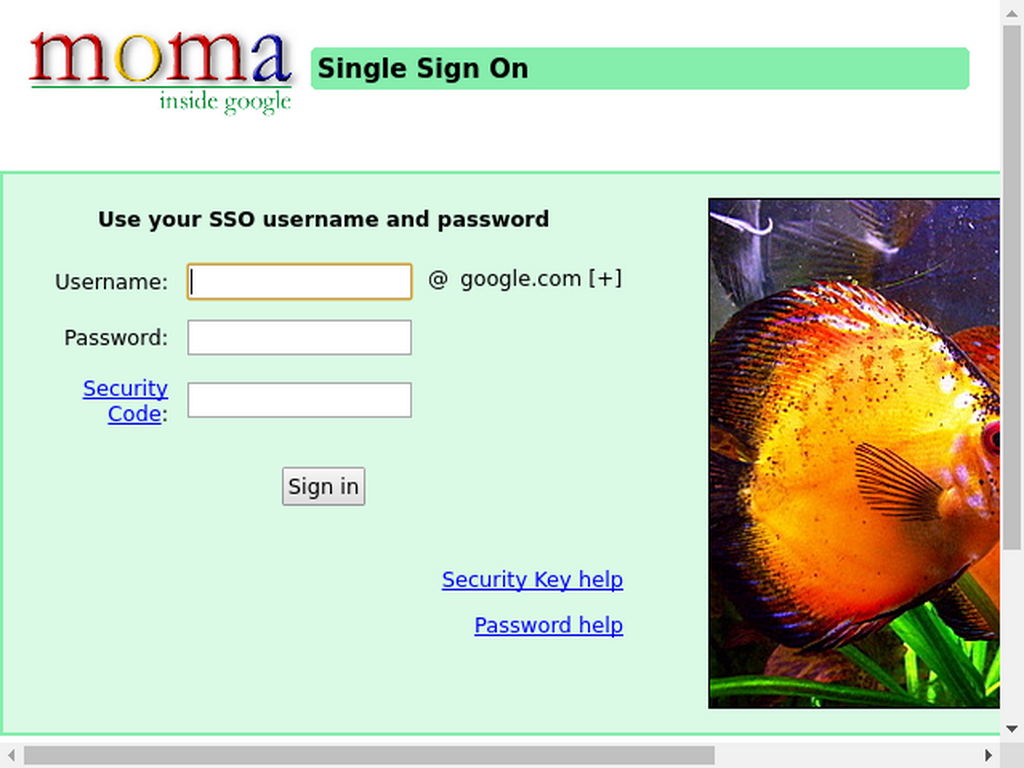 moma
inside google
Single Sign On
Use your SSO username and password
Username:
@ google.com [+]
Password:
Security
Code:
Sign in
Security Key help
Password help